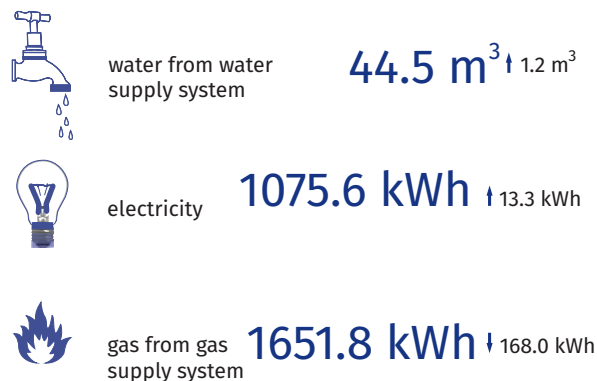 water from water
supply system
44.5 m³ 1.2 m³
electricity
1075.6 kWh 13.3 kWh
gas from gas
supply system
1651.8 kWh 168.0 kWh